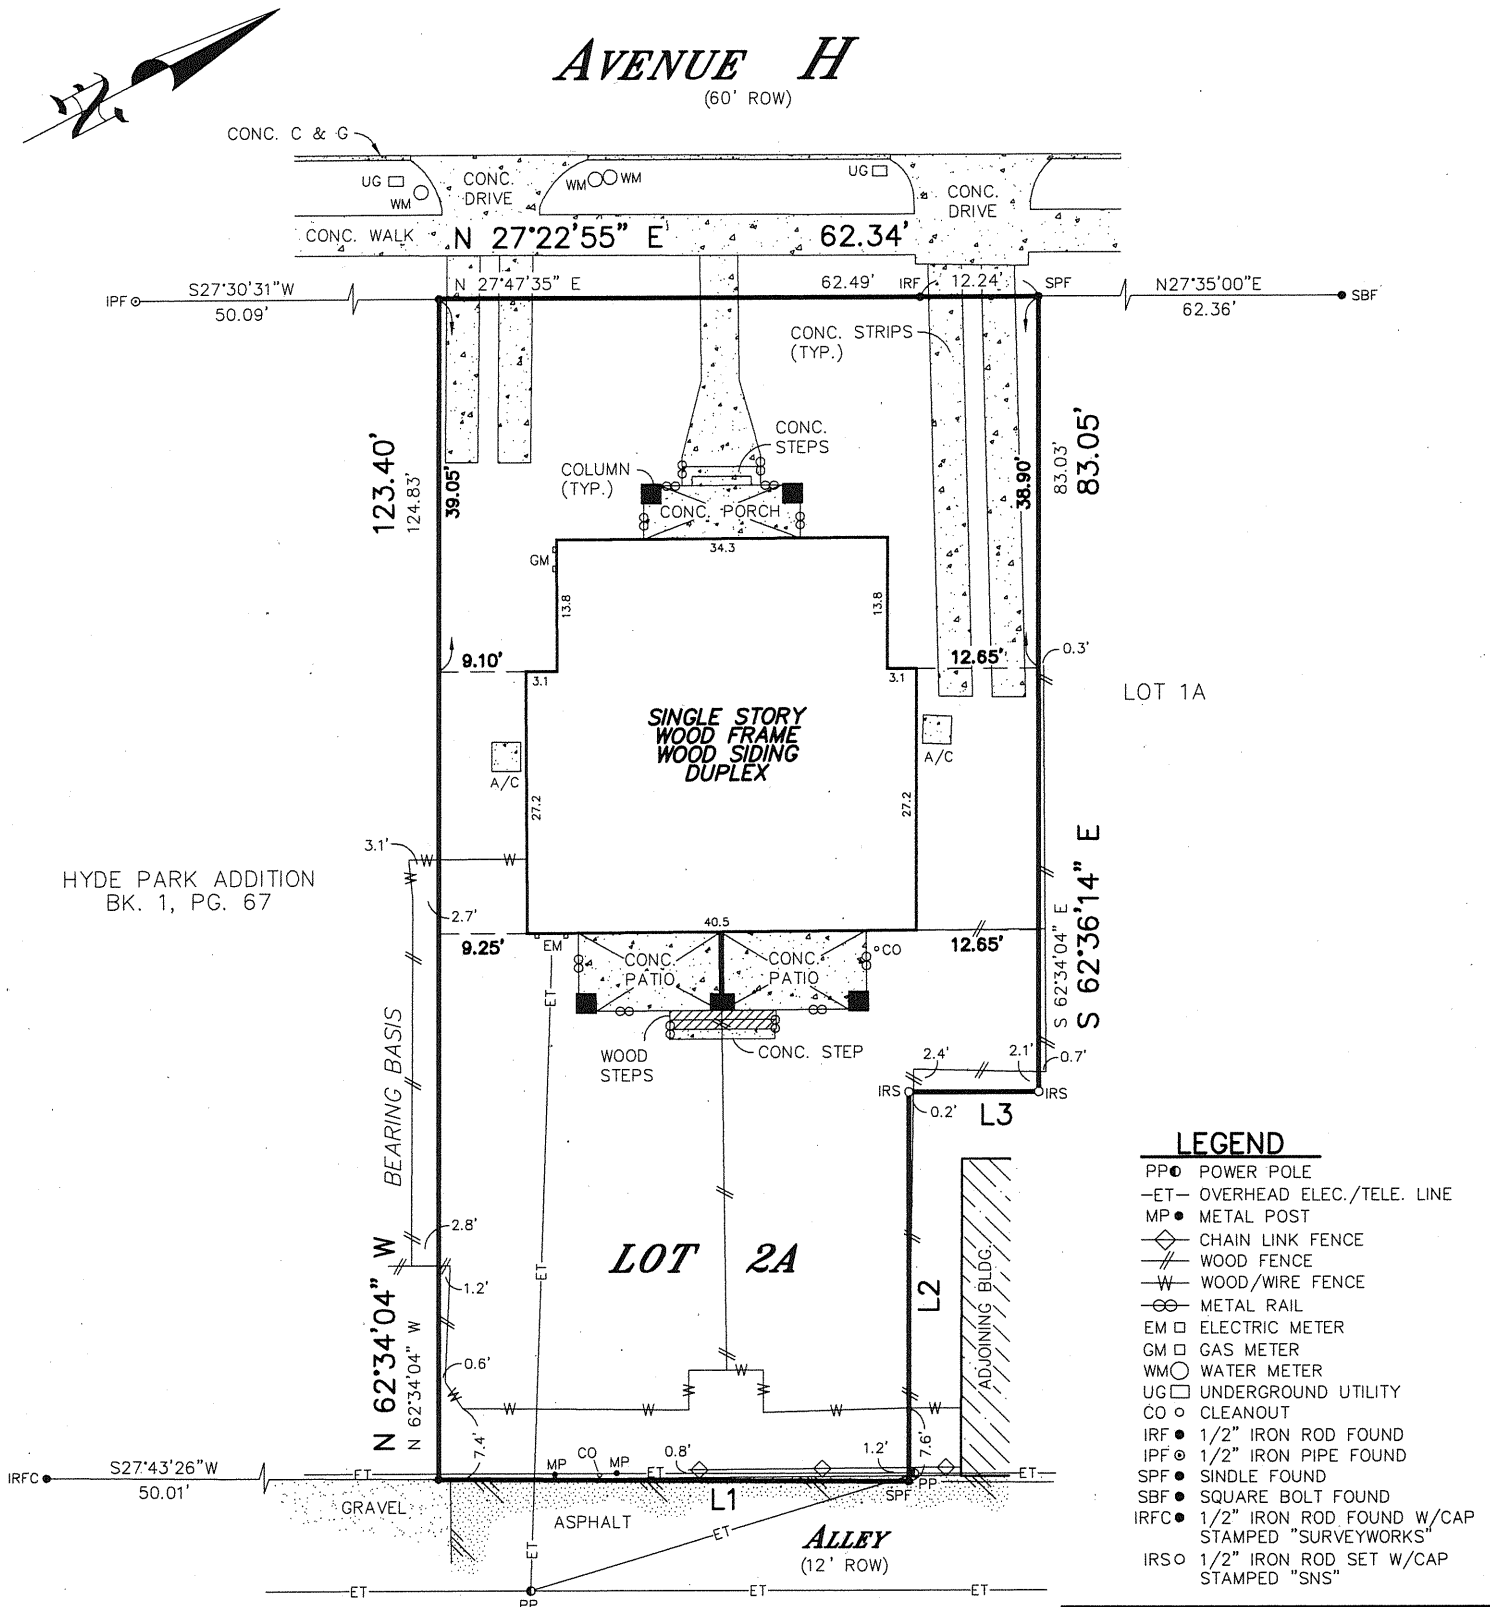 AVENUE H
(60' ROW)
N
CONC. C & G
UG
WM
CONC.
DRIVE
WM
WM
UG
CONC.
DRIVE
CONC. WALK
N 27°22'55" E
62.34'
N 27°47'35" E
62.49'
IRF
12.24'
SPF
IPF
S27°30'31"W
50.09'
N27°35'00"E
62.36'
SBF
CONC. STRIPS
(TYP.)
123.40'
124.83'
39.05'
38.90'
83.03'
83.05'
CONC.
STEPS
COLUMN
(TYP.)
CONC. PORCH
34.3
GM
13.8
13.8
9.10'
3.1
12.65'
3.1
0.3'
LOT 1A
SINGLE STORY
WOOD FRAME
WOOD SIDING
DUPLEX
A/C
A/C
27.2
27.2
3.1'
W
W
W
HYDE PARK ADDITION
BK. 1, PG. 67
2.7'
9.25'
EM
40.5
12.65'
CO
CONC.
PATIO
CONC.
PATIO
ET
S 62°34'04" E
S 62°36'14" E
WOOD
STEPS
CONC. STEP
BEARING BASIS
2.4'
2.1'
0.7'
IRS
IRS
0.2'
L3
2.8'
1.2'
ET
LOT 2A
L2
ADJOINING BLDG.
N 62°34'04" W
N 62°34'04" W
0.6'
W
W
W
W
W
W
W
W
W
7.4'
CO
MP
MP
0.8'
1.2'
7.6'
IRFC
S27°43'26"W
50.01'
ET
ET
ET
L1
SPF
PP
GRAVEL
ASPHALT
ET
ET
ALLEY
(12' ROW)
ET
ET
ET
PP
LEGEND
PP POWER POLE
ET OVERHEAD ELEC./TELE. LINE
MP METAL POST
CHAIN LINK FENCE
WOOD FENCE
W WOOD/WIRE FENCE
METAL RAIL
EM ELECTRIC METER
GM GAS METER
WM WATER METER
UG UNDERGROUND UTILITY
CO CLEANOUT
IRF 1/2" IRON ROD FOUND
IPF 1/2" IRON PIPE FOUND
SPF SINDLE FOUND
SBF SQUARE BOLT FOUND
IRFC 1/2" IRON ROD FOUND W/CAP
STAMPED "SURVEYWORKS"
IRS 1/2" IRON ROD SET W/CAP
STAMPED "SNS"